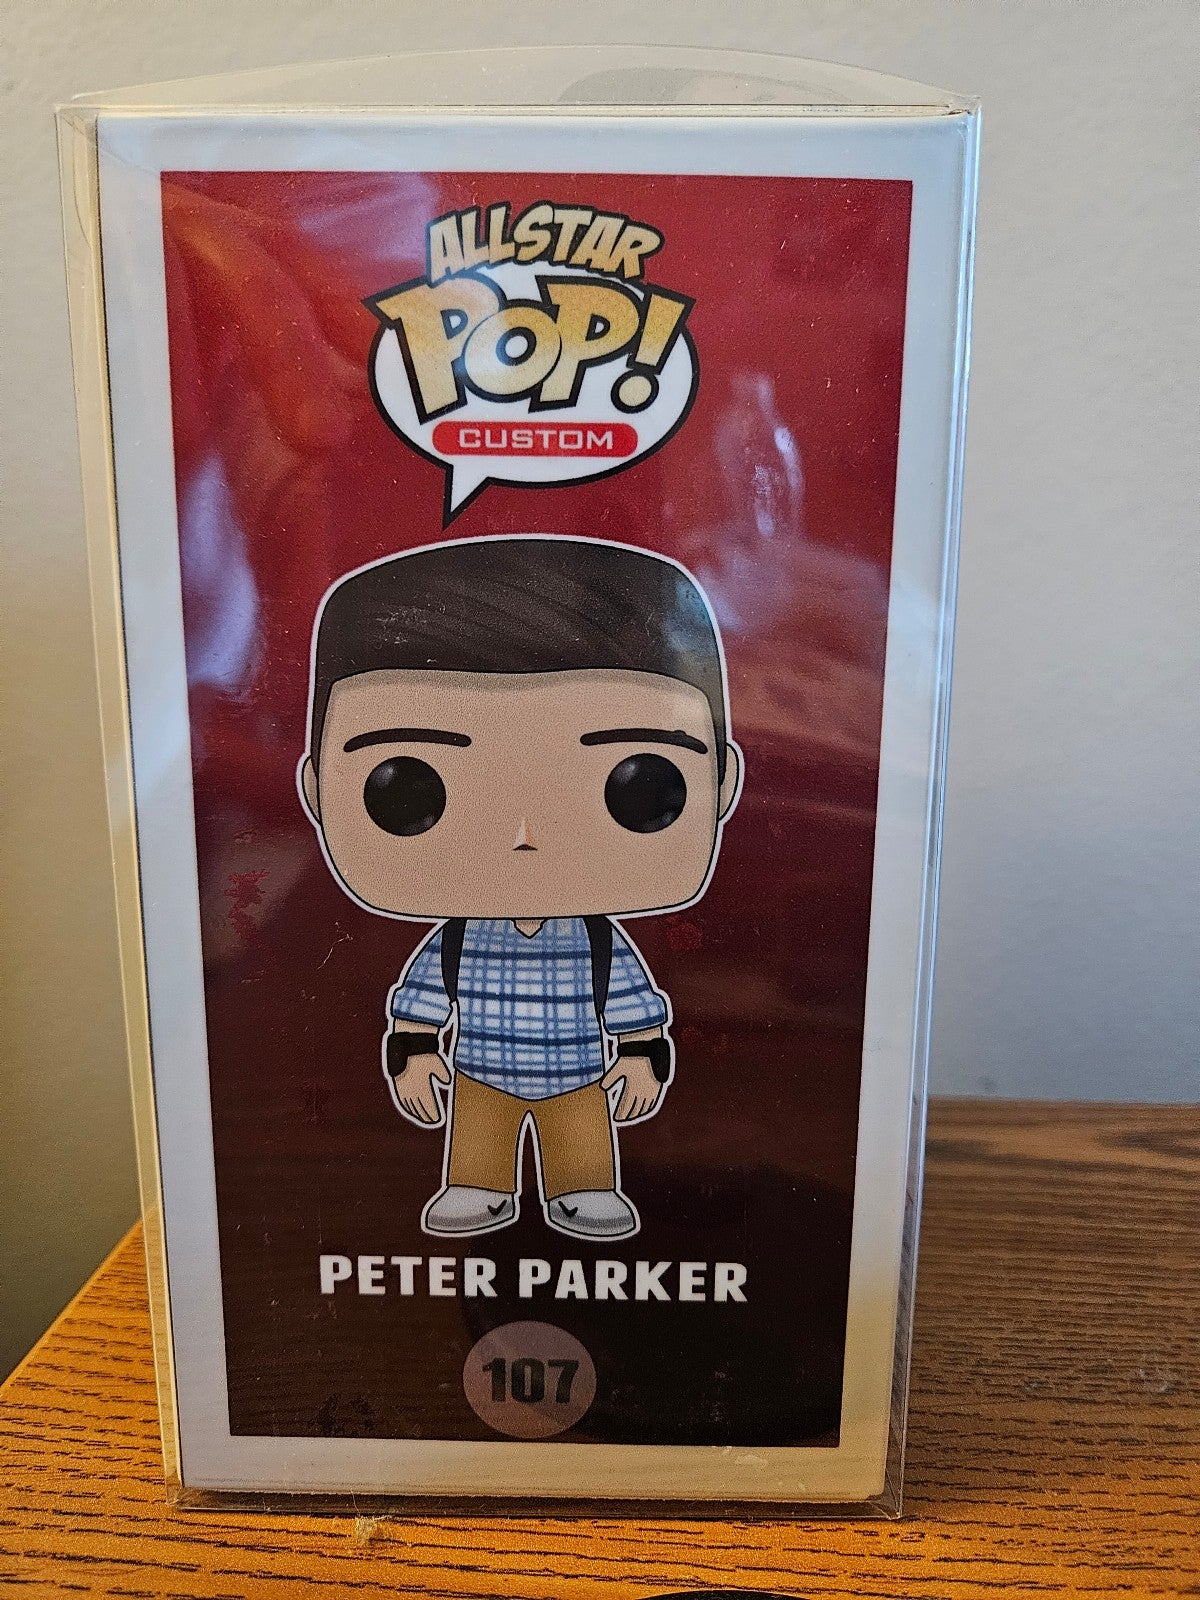 ALLSTAR
POP!
CUSTOM
PETER PARKER
107